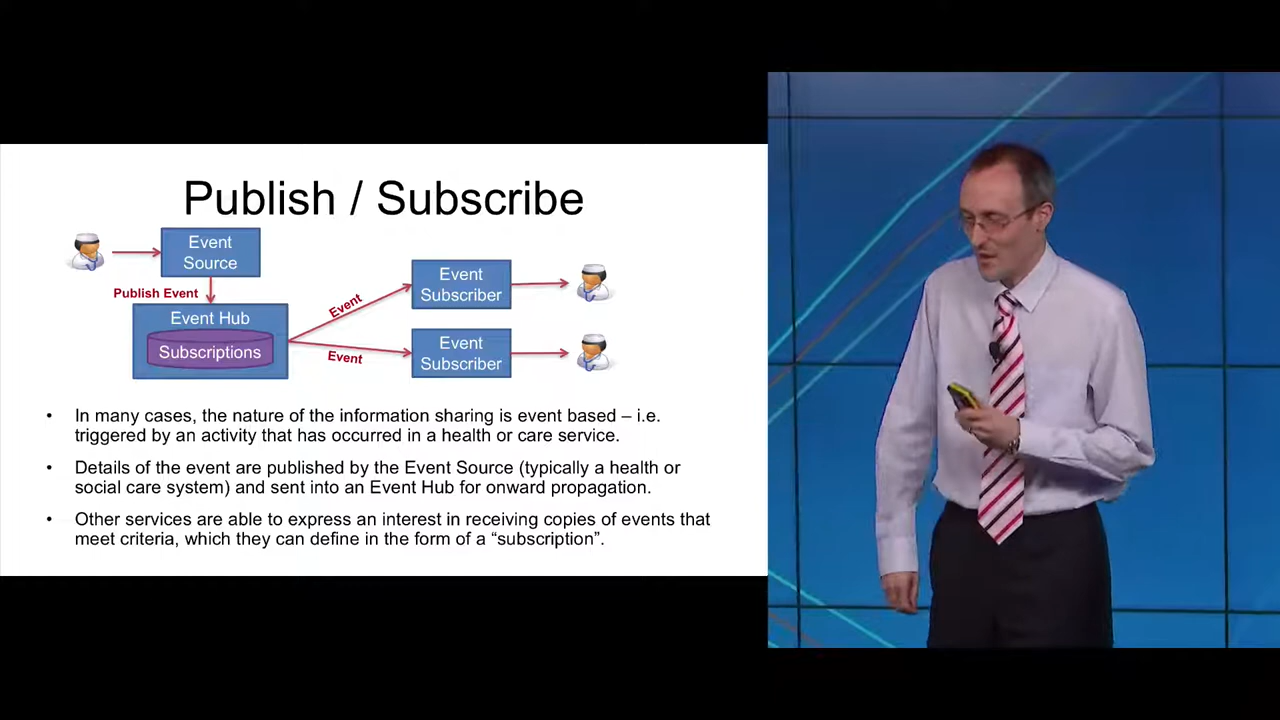 Publish / Subscribe
Event
Source
Publish Event
Event Hub
Subscriptions
Event
Event
Event
Subscriber
Event
Subscriber
• In many cases, the nature of the information sharing is event based – i.e.
triggered by an activity that has occurred in a health or care service.
• Details of the event are published by the Event Source (typically a health or
social care system) and sent into an Event Hub for onward propagation.
• Other services are able to express an interest in receiving copies of events that
meet criteria, which they can define in the form of a “subscription”.